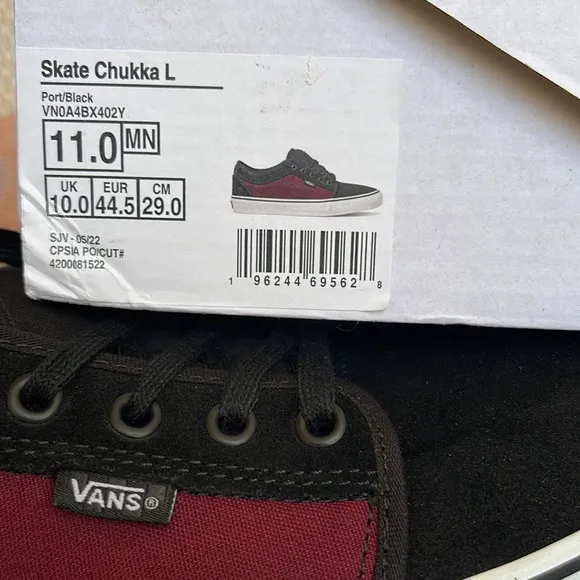 Skate Chukka L
Port/Black
VN0A4BX402Y
11.0 MN
UK EUR CM
10.0 44.5 29.0
SJV - 05/22
CPSIA PO/CUT#
4200081522
1 96244 69562 8
VANS®